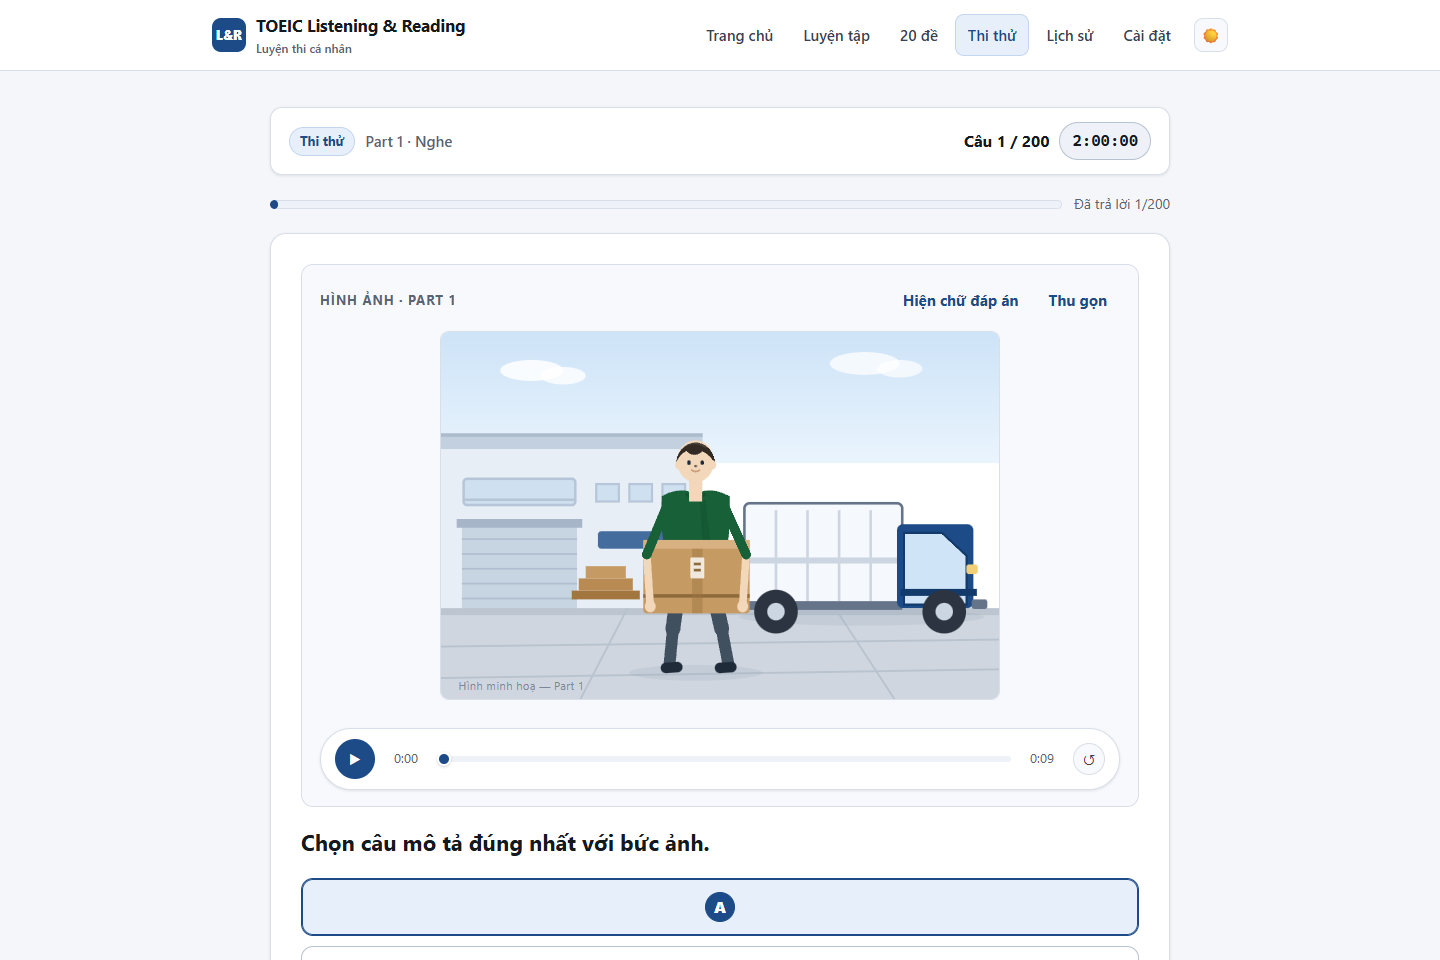 L&R
TOEIC Listening & Reading
Luyện thi cá nhân
Trang chủ
Luyện tập
20 đề
Thi thử
Lịch sử
Cài đặt
Thi thử
Part 1 · Nghe
Câu 1 / 200
2:00:00
Đã trả lời 1/200
HÌNH ẢNH · PART 1
Hiện chữ đáp án
Thu gọn
Hình minh hoạ — Part 1
0:00
0:09
Chọn câu mô tả đúng nhất với bức ảnh.
A